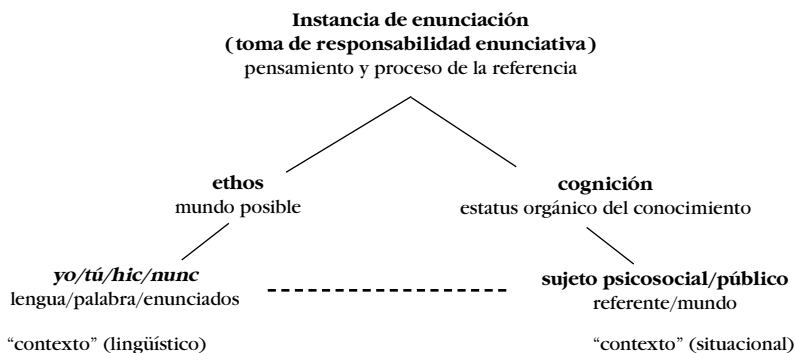 Instancia de enunciación
(toma de responsabilidad enunciativa)
pensamiento y proceso de la referencia
ethos
mundo posible
cognición
estatus orgánico del conocimiento
yo/tú/hic/nunc
lengua/palabra/enunciados
sujeto psicosocial/público
referente/mundo
“contexto” (lingüístico)
“contexto” (situacional)